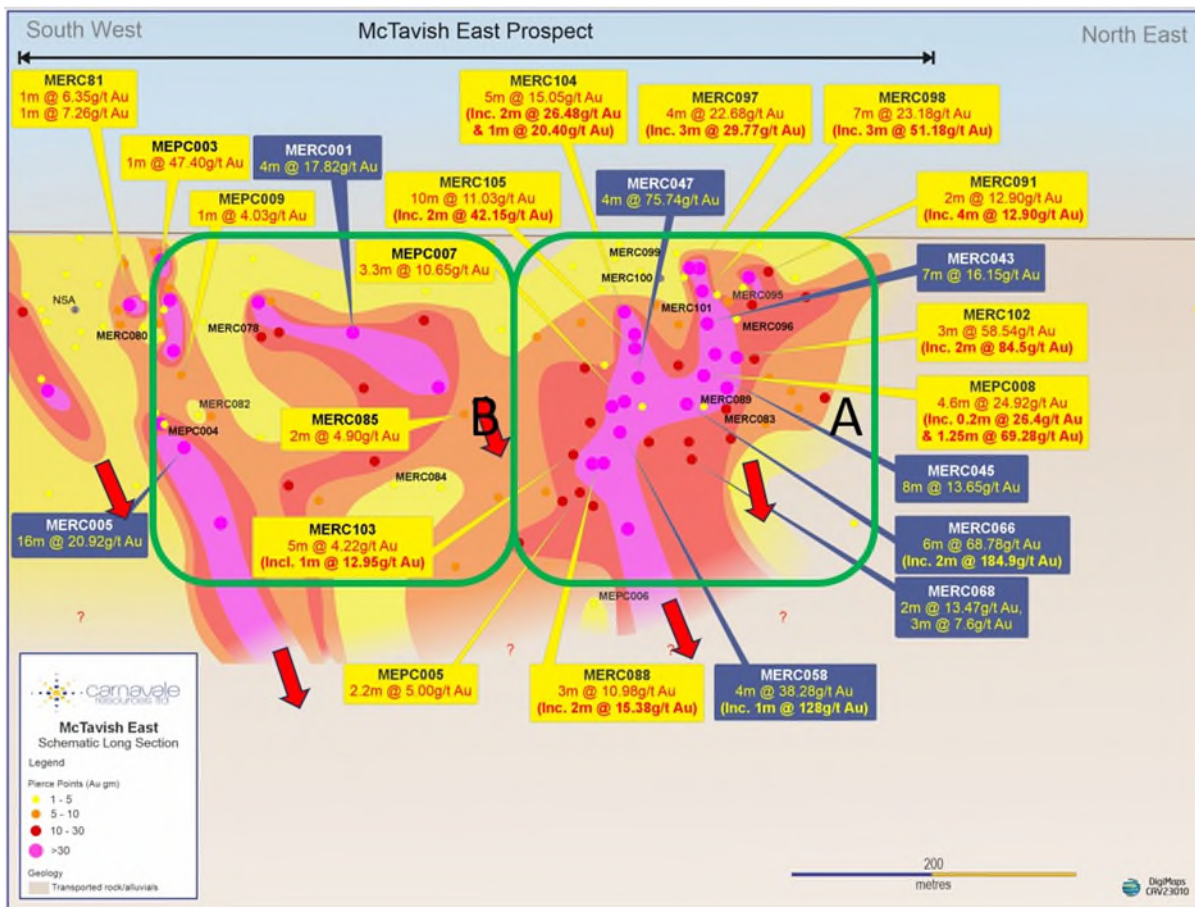 South West
McTavish East Prospect
North East
MERC81
1m @ 6.35g/t Au
1m @ 7.26g/t Au
MEPC003
1m @ 47.40g/t Au
MERC001
4m @ 17.82g/t Au
MEPC009
1m @ 4.03g/t Au
MERC104
5m @ 15.05g/t Au
(Inc. 2m @ 26.48g/t Au
& 1m @ 20.40g/t Au)
MERC097
4m @ 22.68g/t Au
(Inc. 3m @ 29.77g/t Au)
MERC098
7m @ 23.18g/t Au
(Inc. 3m @ 51.18g/t Au)
MERC105
10m @ 11.03g/t Au
(Inc. 2m @ 42.15g/t Au)
MERC047
4m @ 75.74g/t Au
MERC091
2m @ 12.90g/t Au
(Inc. 4m @ 12.90g/t Au)
MEPC007
3.3m @ 10.65g/t Au
MERC099
MERC100
MERC043
7m @ 16.15g/t Au
NSA
MERC080
MERC078
MERC101
MERC095
MERC096
MERC102
3m @ 58.54g/t Au
(Inc. 2m @ 84.5g/t Au)
MERC082
MEPC004
MERC085
2m @ 4.90g/t Au
B
MERC089
MERC083
A
MEPC008
4.6m @ 24.92g/t Au
(Inc. 0.2m @ 26.4g/t Au
& 1.25m @ 69.28g/t Au)
MERC084
MERC045
8m @ 13.65g/t Au
MERC005
16m @ 20.92g/t Au
MERC103
5m @ 4.22g/t Au
(Incl. 1m @ 12.95g/t Au)
MERC066
6m @ 68.78g/t Au
(Inc. 2m @ 184.9g/t Au)
MERC068
2m @ 13.47g/t Au,
3m @ 7.6g/t Au
MEPC006
?
?
?
?
MEPC005
2.2m @ 5.00g/t Au
MERC088
3m @ 10.98g/t Au
(Inc. 2m @ 15.38g/t Au)
MERC058
4m @ 38.28g/t Au
(Inc. 1m @ 128g/t Au)
carnavale
resources ltd
McTavish East
Schematic Long Section
Legend
Pierce Points (Au gm)
1 - 5
5 - 10
10 - 30
>30
Geology
Transported rock/alluvials
200
metres
DigiMaps
CRV23010